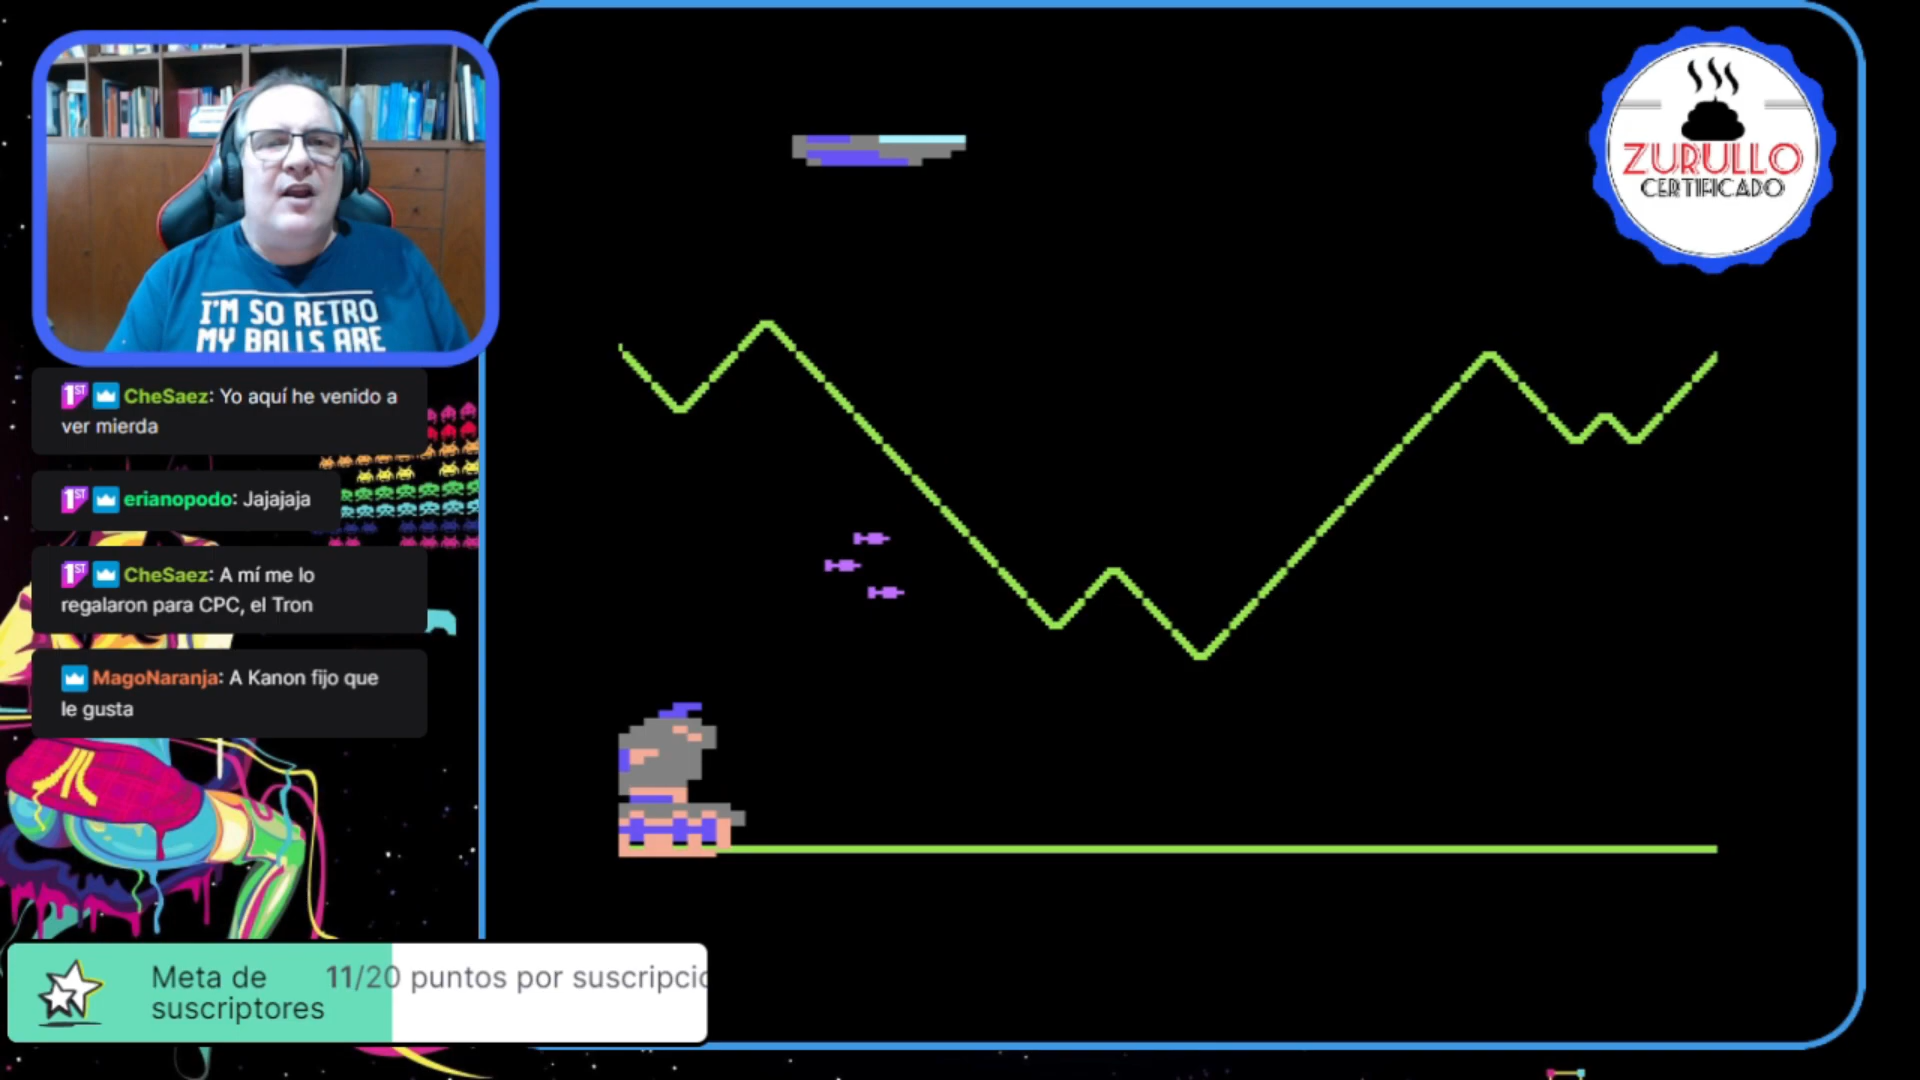 I'M SO RETRO
MY BALLS ARE
1ST CheSaez: Yo aquí he venido a
ver mierda
1ST erianopodo: Jajajaja
1ST CheSaez: A mí me lo
regalaron para CPC, el Tron
MagoNaranja: A Kanon fijo que
le gusta
Meta de
suscriptores
11/20 puntos por suscripcio
ZURULLO
CERTIFICADO